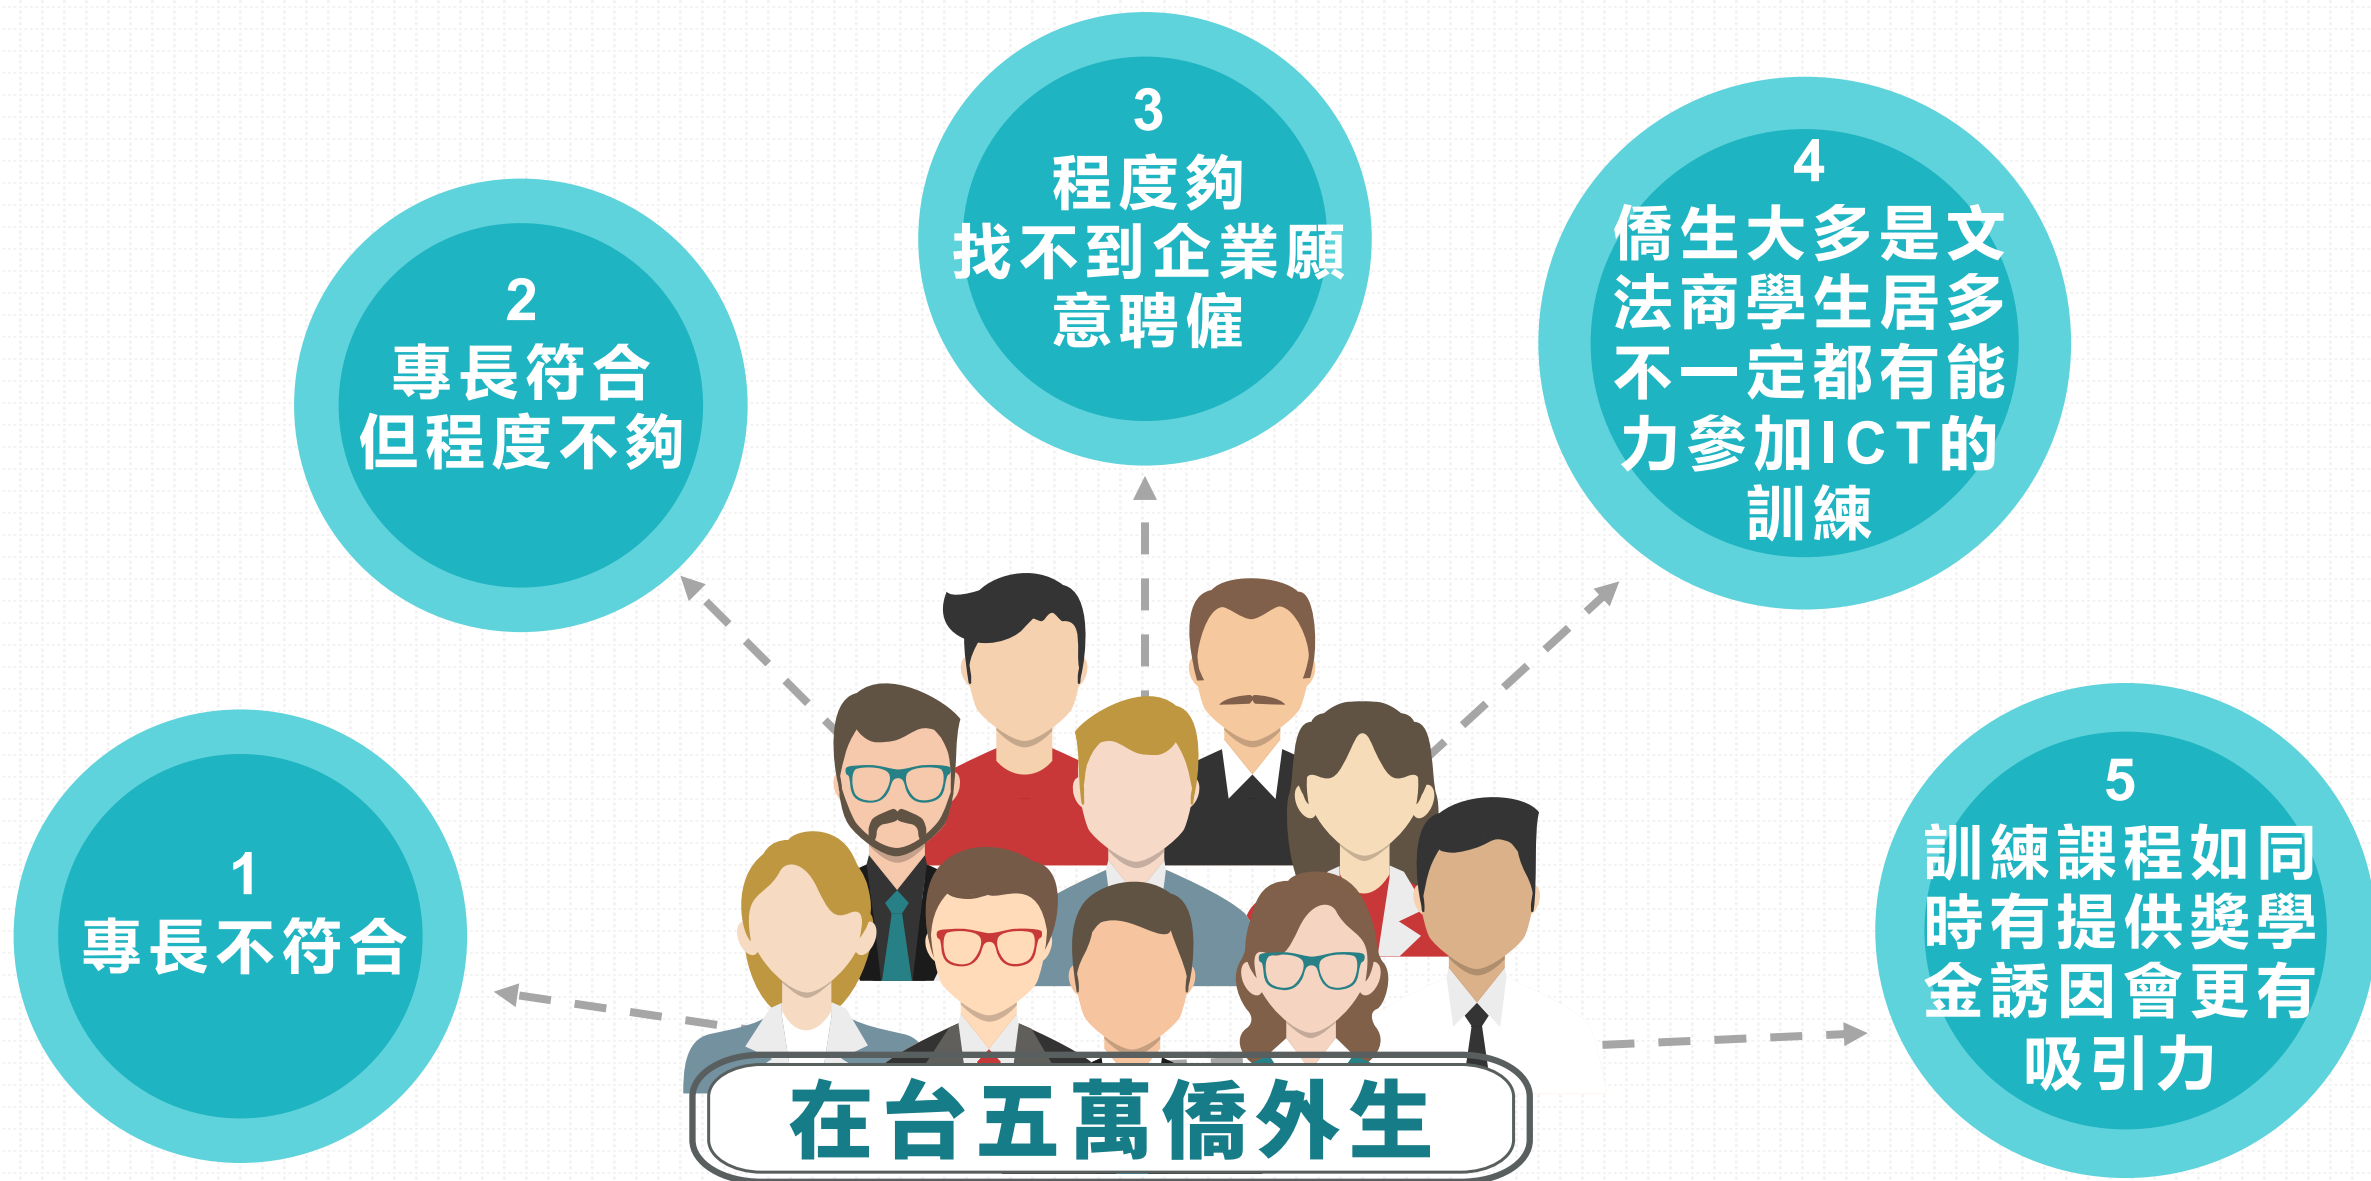 1
專長不符合
2
專長符合
但程度不夠
3
程度夠
找不到企業願
意聘僱
4
僑生大多是文
法商學生居多
不一定都有能
力參加ICT的
訓練
5
訓練課程如同
時有提供獎學
金誘因會更有
吸引力
在台五萬僑外生